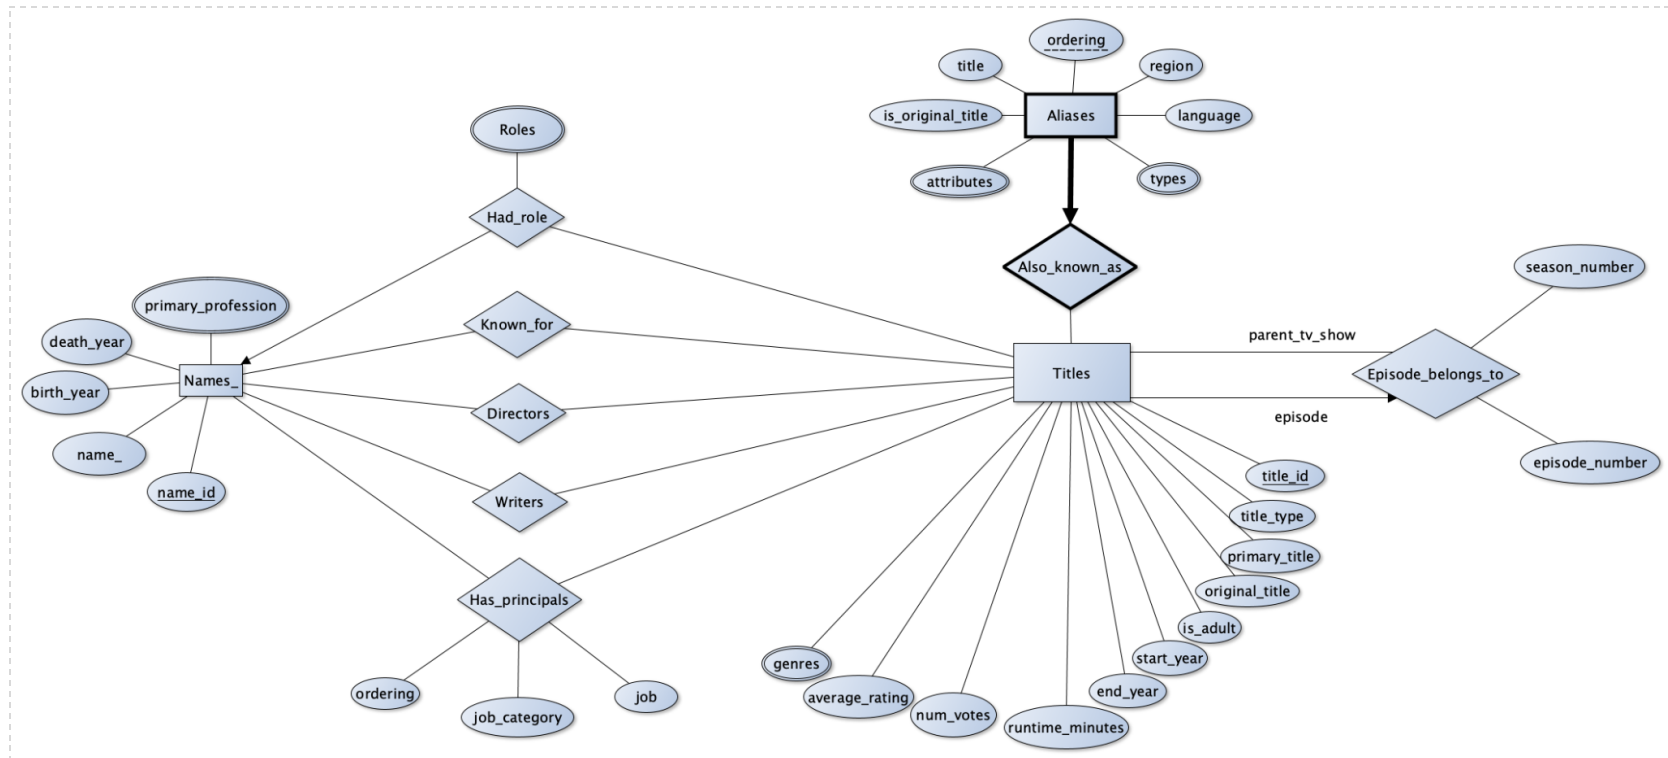 ordering
title
region
is_original_title
Aliases
language
attributes
types
Roles
Had_role
Also_known_as
season_number
primary_profession
death_year
Known_for
parent_tv_show
birth_year
Names_
Titles
Episode_belongs_to
Directors
episode
name_
name_id
Writers
episode_number
title_id
title_type
primary_title
original_title
Has_principals
is_adult
start_year
genres
end_year
average_rating
num_votes
runtime_minutes
ordering
job_category
job